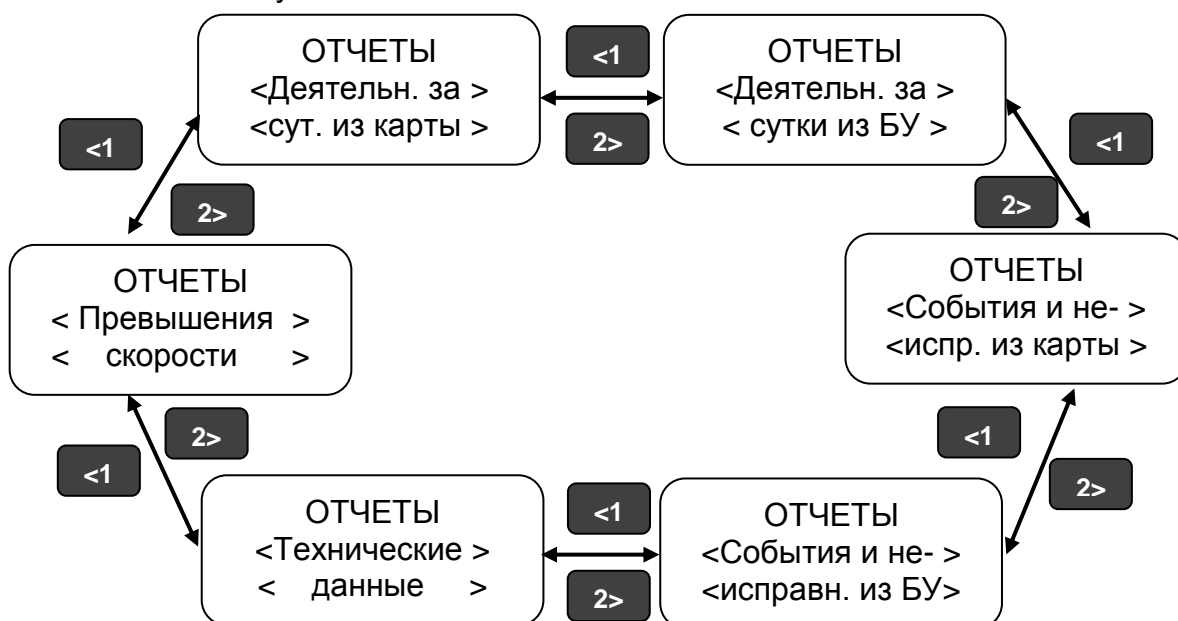 ОТЧЕТЫ
<Деятельн. за >
<сут. из карты >
<1
2>
ОТЧЕТЫ
<Деятельн. за >
< сутки из БУ >
<1
2>
<1
2>
ОТЧЕТЫ
< Превышения >
< скорости >
ОТЧЕТЫ
<События и не- >
<испр. из карты >
2>
<1
<1
2>
ОТЧЕТЫ
<Технические >
< данные >
<1
2>
ОТЧЕТЫ
<События и не- >
<исправн. из БУ>